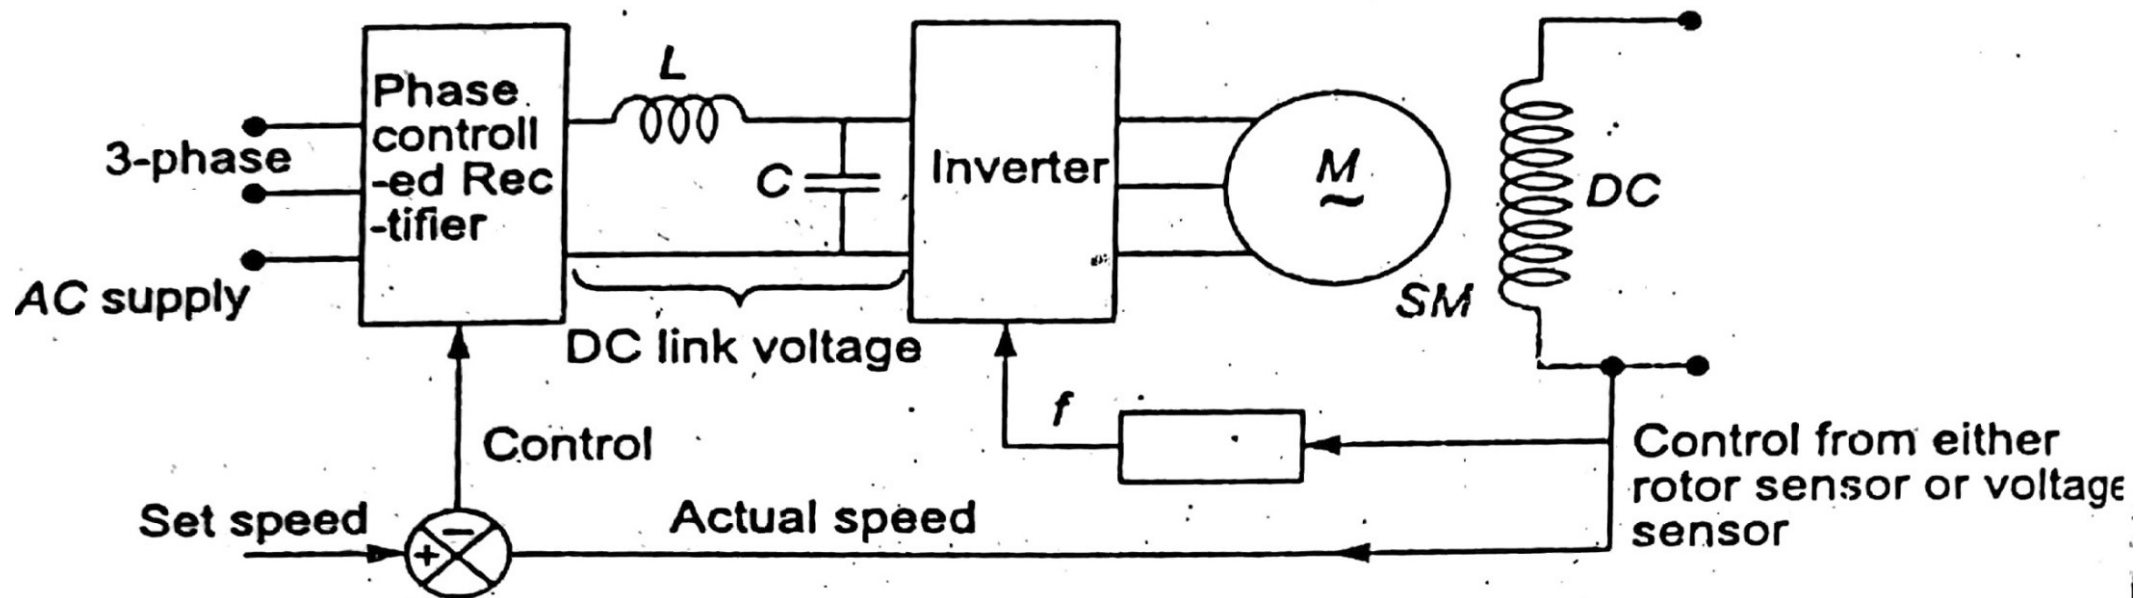 3-phase
AC supply
Phase
controll
-ed Rec
-tifier
L
C
DC link voltage
Inverter
M
~
SM
DC
f
Control
Set speed
+
−
Actual speed
Control from either
rotor sensor or voltage
sensor